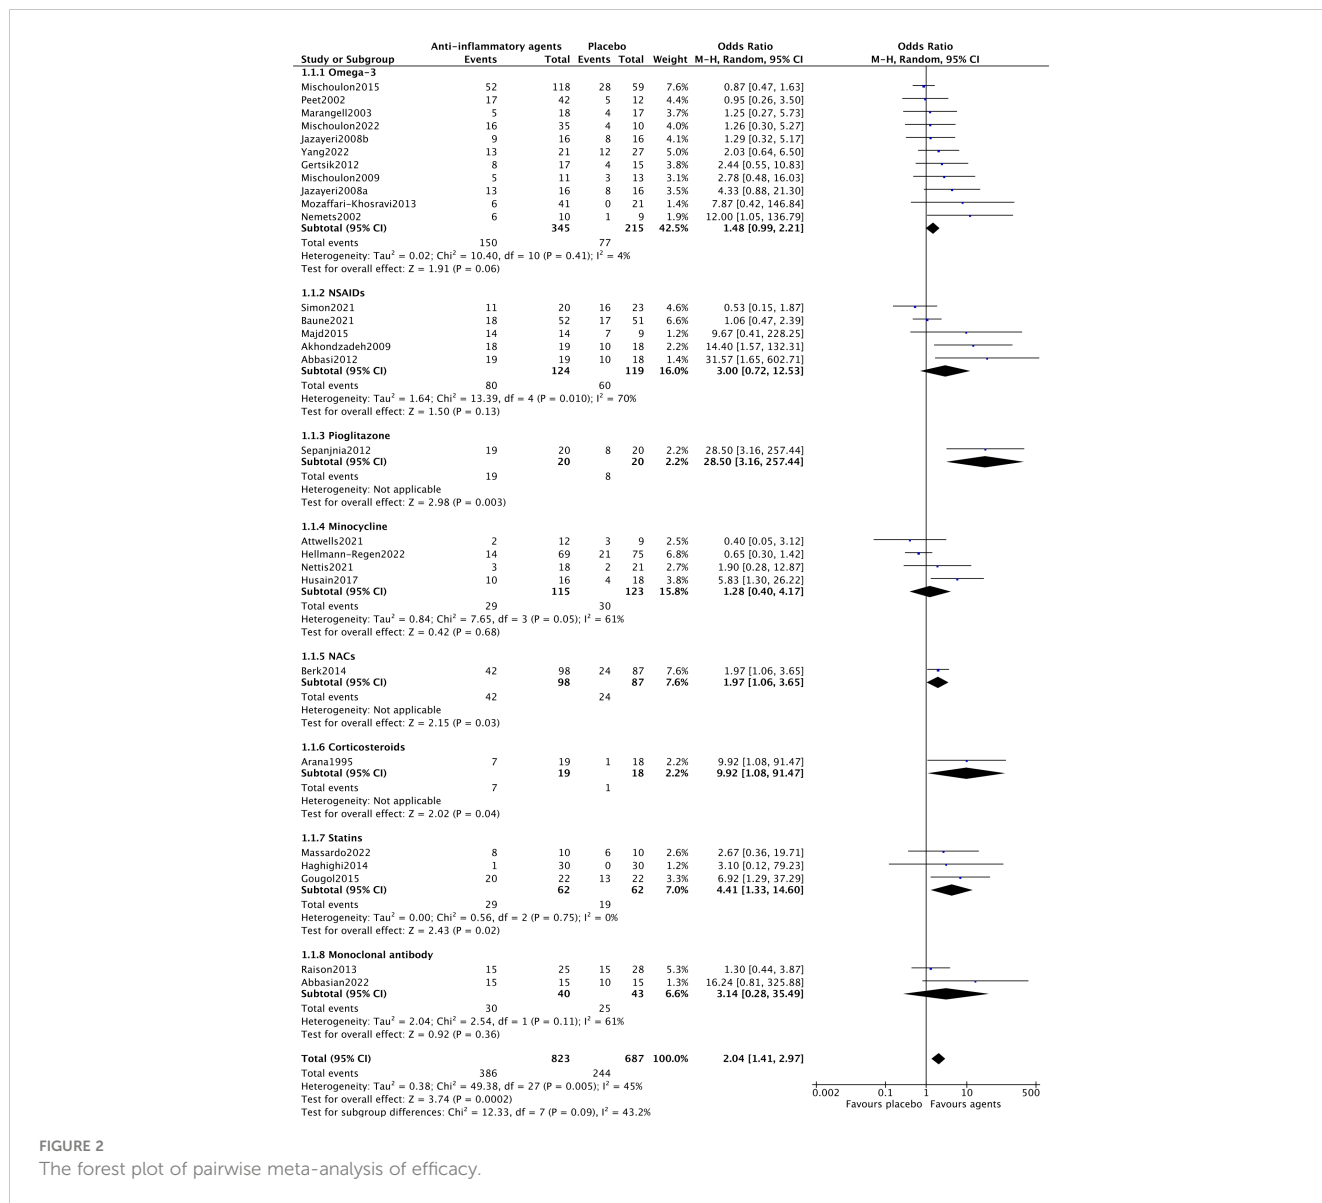 Anti-inflammatory agents Placebo Odds Ratio Odds Ratio
Study or Subgroup Events Total Events Total Weight M-H, Random, 95% CI M-H, Random, 95% CI
1.1.1 Omega-3
Mischoulon2015 52 118 28 59 7.6% 0.87 [0.47, 1.63]
Peet2002 17 42 5 12 4.4% 0.95 [0.26, 3.50]
Marangell2003 5 18 4 17 3.7% 1.25 [0.27, 5.73]
Mischoulon2022 16 35 4 10 4.0% 1.26 [0.30, 5.27]
Jazayeri2008b 9 16 8 16 4.3% 1.29 [0.32, 5.17]
Yang2022 13 21 12 27 5.0% 2.03 [0.64, 6.50]
Gertsik2012 8 17 4 15 3.8% 2.44 [0.55, 10.83]
Mischoulon2009 5 11 3 13 3.1% 2.78 [0.48, 16.03]
Jazayeri2008a 13 16 8 16 3.5% 4.33 [0.88, 21.30]
Mozaffari-Khosravi2013 6 41 0 21 1.4% 7.87 [0.42, 146.84]
Nemets2002 6 10 1 9 1.9% 12.00 [1.05, 136.79]
Subtotal (95% CI) 345 215 42.5% 1.48 [0.99, 2.21]
Total events 150 77
Heterogeneity: Tau² = 0.02; Chi² = 10.40, df = 10 (P = 0.41); I² = 4%
Test for overall effect: Z = 1.91 (P = 0.06)
1.1.2 NSAIDs
Simon2021 11 20 16 23 4.6% 0.53 [0.15, 1.87]
Baune2021 18 52 17 51 6.6% 1.06 [0.47, 2.39]
Majd2015 14 14 7 9 1.2% 9.67 [0.41, 228.25]
Akhondzadeh2009 18 19 10 18 2.2% 14.40 [1.57, 132.31]
Abbasi2012 19 19 10 18 1.4% 31.57 [1.65, 602.71]
Subtotal (95% CI) 124 119 16.0% 3.00 [0.72, 12.53]
Total events 80 60
Heterogeneity: Tau² = 1.64; Chi² = 13.39, df = 4 (P = 0.010); I² = 70%
Test for overall effect: Z = 1.50 (P = 0.13)
1.1.3 Pioglitazone
Sepanjnia2012 19 20 8 20 2.2% 28.50 [3.16, 257.44]
Subtotal (95% CI) 20 20 2.2% 28.50 [3.16, 257.44]
Total events 19 8
Heterogeneity: Not applicable
Test for overall effect: Z = 2.98 (P = 0.003)
1.1.4 Minocycline
Attwells2021 2 12 3 9 2.5% 0.40 [0.05, 3.12]
Hellmann-Regen2022 14 69 21 75 6.8% 0.65 [0.30, 1.42]
Nettis2021 3 18 2 21 2.7% 1.90 [0.28, 12.87]
Husain2017 10 16 4 18 3.8% 5.83 [1.30, 26.22]
Subtotal (95% CI) 115 123 15.8% 1.28 [0.40, 4.17]
Total events 29 30
Heterogeneity: Tau² = 0.84; Chi² = 7.65, df = 3 (P = 0.05); I² = 61%
Test for overall effect: Z = 0.42 (P = 0.68)
1.1.5 NACs
Berk2014 42 98 24 87 7.6% 1.97 [1.06, 3.65]
Subtotal (95% CI) 98 87 7.6% 1.97 [1.06, 3.65]
Total events 42 24
Heterogeneity: Not applicable
Test for overall effect: Z = 2.15 (P = 0.03)
1.1.6 Corticosteroids
Arana1995 7 19 1 18 2.2% 9.92 [1.08, 91.47]
Subtotal (95% CI) 19 18 2.2% 9.92 [1.08, 91.47]
Total events 7 1
Heterogeneity: Not applicable
Test for overall effect: Z = 2.02 (P = 0.04)
1.1.7 Statins
Massardo2022 8 10 6 10 2.6% 2.67 [0.36, 19.71]
Haghighi2014 1 30 0 30 1.2% 3.10 [0.12, 79.23]
Gougol2015 20 22 13 22 3.3% 6.92 [1.29, 37.29]
Subtotal (95% CI) 62 62 7.0% 4.41 [1.33, 14.60]
Total events 29 19
Heterogeneity: Tau² = 0.00; Chi² = 0.56, df = 2 (P = 0.75); I² = 0%
Test for overall effect: Z = 2.43 (P = 0.02)
1.1.8 Monoclonal antibody
Raison2013 15 25 15 28 5.3% 1.30 [0.44, 3.87]
Abbasian2022 15 15 10 15 1.3% 16.24 [0.81, 325.88]
Subtotal (95% CI) 40 43 6.6% 3.14 [0.28, 35.49]
Total events 30 25
Heterogeneity: Tau² = 2.04; Chi² = 2.54, df = 1 (P = 0.11); I² = 61%
Test for overall effect: Z = 0.92 (P = 0.36)
Total (95% CI) 823 687 100.0% 2.04 [1.41, 2.97]
Total events 386 244
Heterogeneity: Tau² = 0.38; Chi² = 49.38, df = 27 (P = 0.005); I² = 45%
Test for overall effect: Z = 3.74 (P = 0.0002)
Test for subgroup differences: Chi² = 12.33, df = 7 (P = 0.09), I² = 43.2%
0.002 0.1 1 10 500
Favours placebo Favours agents
FIGURE 2
The forest plot of pairwise meta-analysis of efficacy.